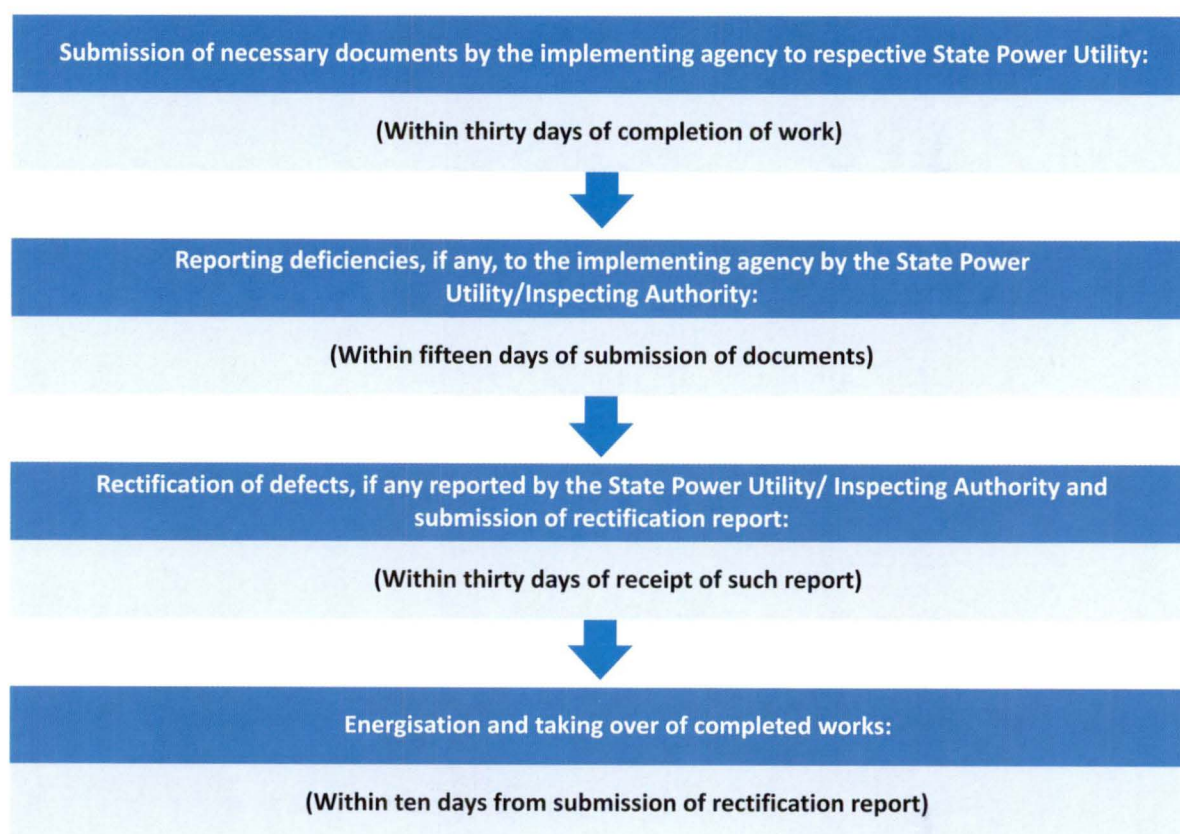 Submission of necessary documents by the implementing agency to respective State Power Utility:
(Within thirty days of completion of work)
Reporting deficiencies, if any, to the implementing agency by the State Power
Utility/Inspecting Authority:
(Within fifteen days of submission of documents)
Rectification of defects, if any reported by the State Power Utility/ Inspecting Authority and
submission of rectification report:
(Within thirty days of receipt of such report)
Energisation and taking over of completed works:
(Within ten days from submission of rectification report)